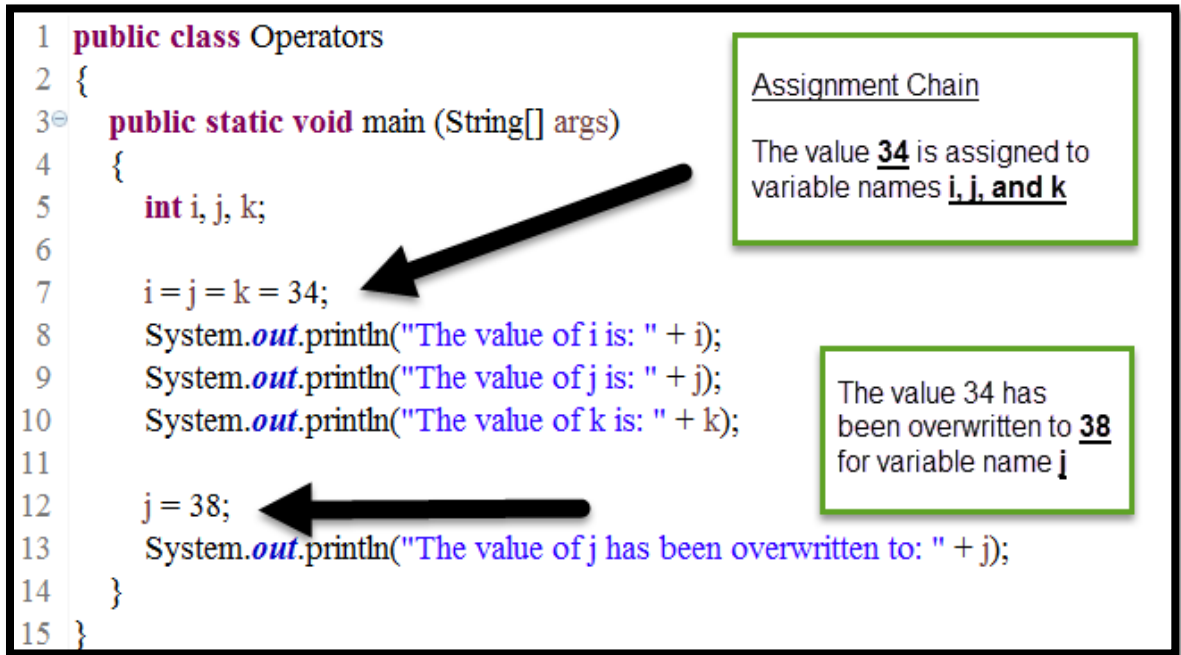 1 public class Operators
2 {
3 public static void main (String[] args)
4 {
5 int i, j, k;
6
7 i = j = k = 34;
8 System.out.println("The value of i is: " + i);
9 System.out.println("The value of j is: " + j);
10 System.out.println("The value of k is: " + k);
11
12 j = 38;
13 System.out.println("The value of j has been overwritten to: " + j);
14 }
15 }
Assignment Chain
The value 34 is assigned to
variable names i, j, and k
The value 34 has
been overwritten to 38
for variable name j